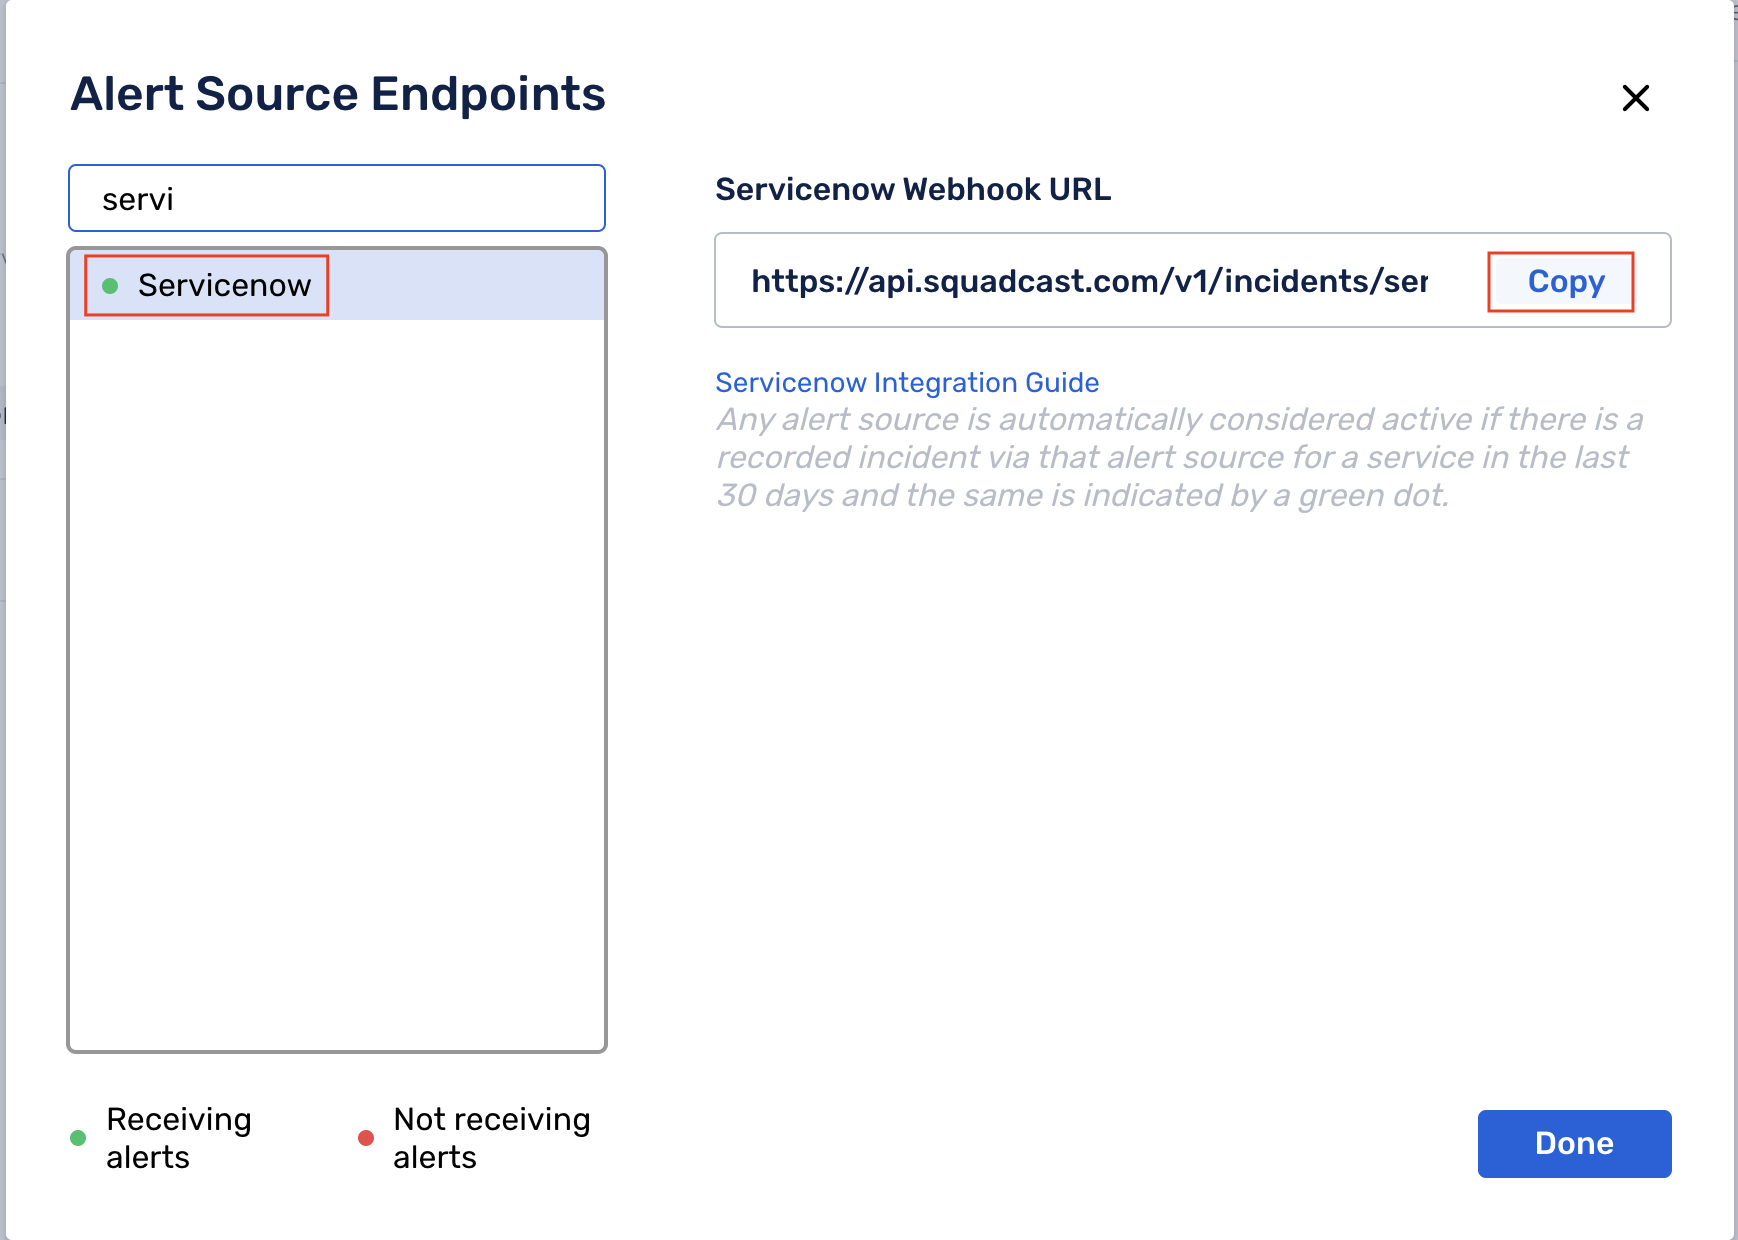 Alert Source Endpoints
servi
Servicenow
Receiving
alerts
Not receiving
alerts
Servicenow Webhook URL
https://api.squadcast.com/v1/incidents/ser
Copy
Servicenow Integration Guide
Any alert source is automatically considered active if there is a
recorded incident via that alert source for a service in the last
30 days and the same is indicated by a green dot.
Done